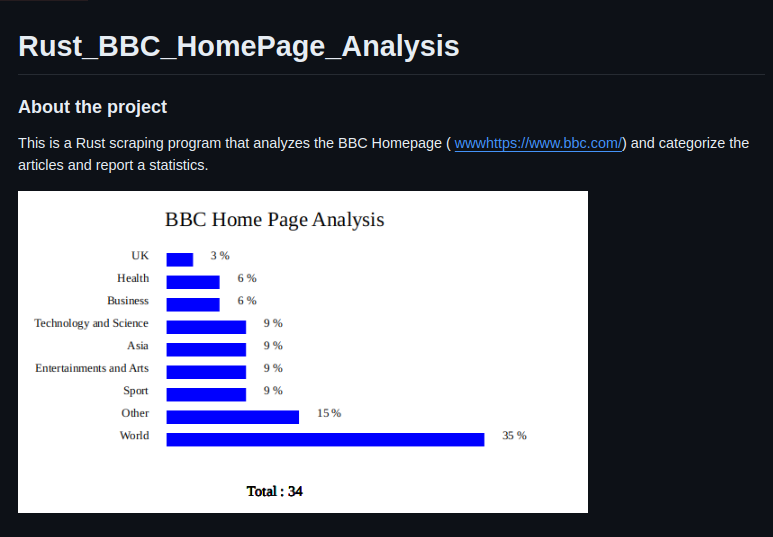 Rust_BBC_HomePage_Analysis
About the project
This is a Rust scraping program that analyzes the BBC Homepage ( wwwhttps://www.bbc.com/) and categorize the
articles and report a statistics.
BBC Home Page Analysis
UK 3 %
Health 6 %
Business 6 %
Technology and Science 9 %
Asia 9 %
Entertainments and Arts 9 %
Sport 9 %
Other 15 %
World 35 %
Total : 34